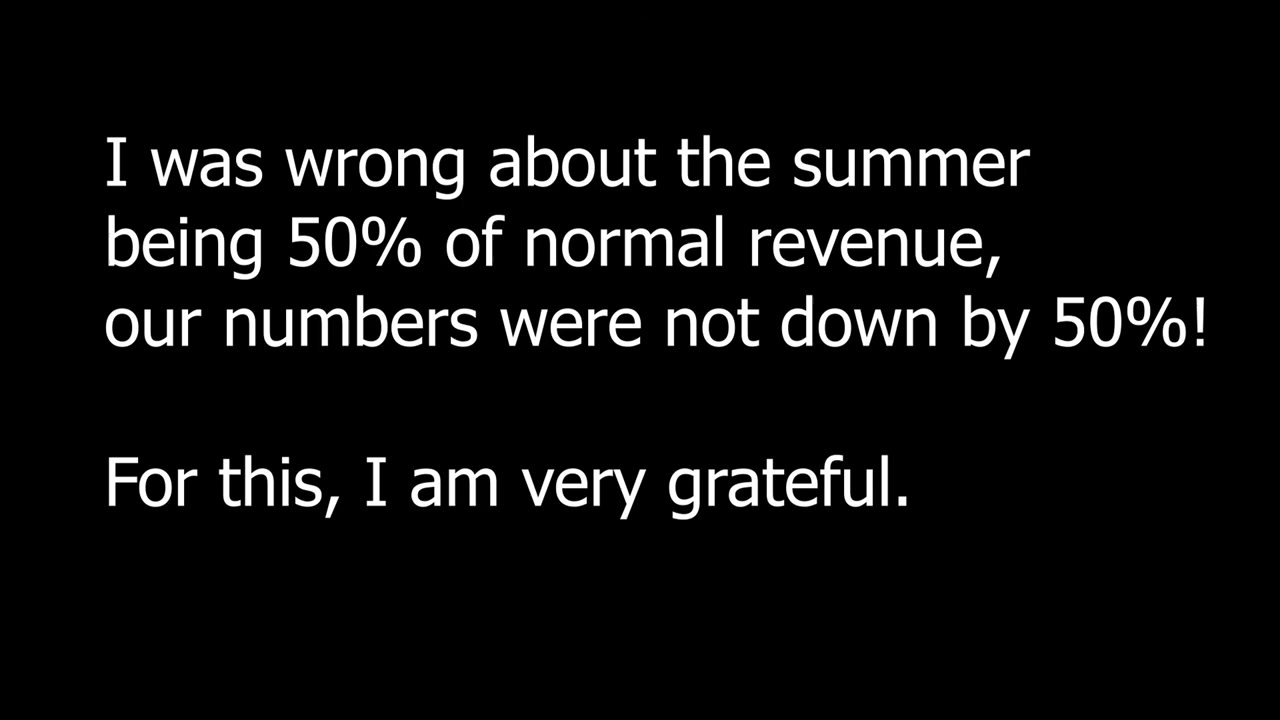 I was wrong about the summer
being 50% of normal revenue,
our numbers were not down by 50%!
For this, I am very grateful.